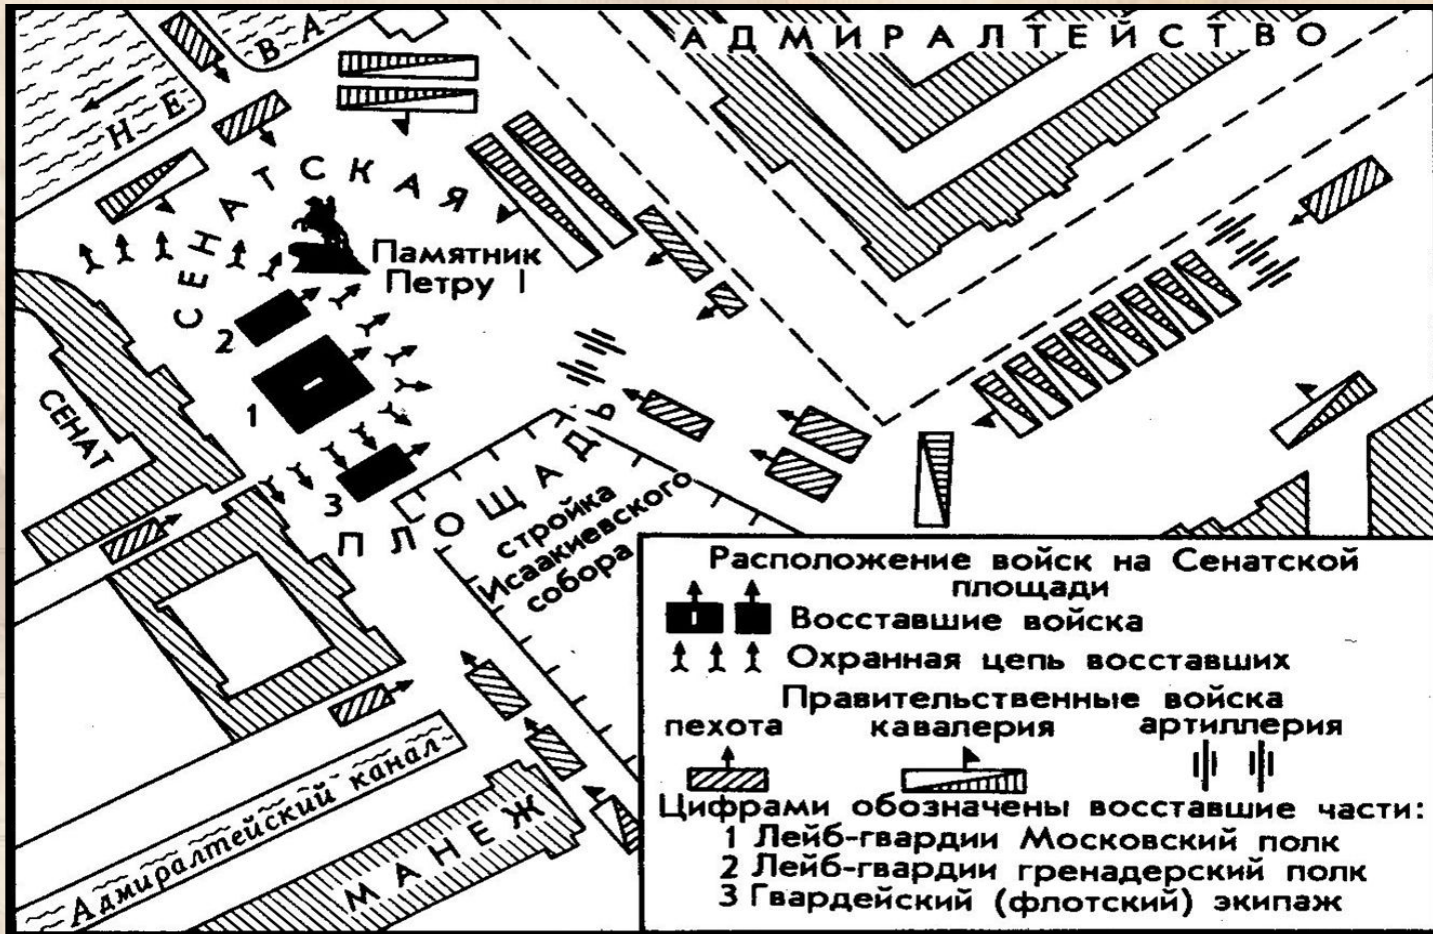 НЕВА
АДМИРАЛТЕЙСТВО
СЕНАТСКАЯ
Памятник
Петру I
2
1
3
СЕНАТ
ПЛОЩАДЬ
стройка
Исаакиевского
собора
Адмиралтейский канал
МАНЕЖ
Расположение войск на Сенатской
площади
Восставшие войска
Охранная цепь восставших
Правительственные войска
пехота кавалерия артиллерия
Цифрами обозначены восставшие части:
1 Лейб-гвардии Московский полк
2 Лейб-гвардии гренадерский полк
3 Гвардейский (флотский) экипаж